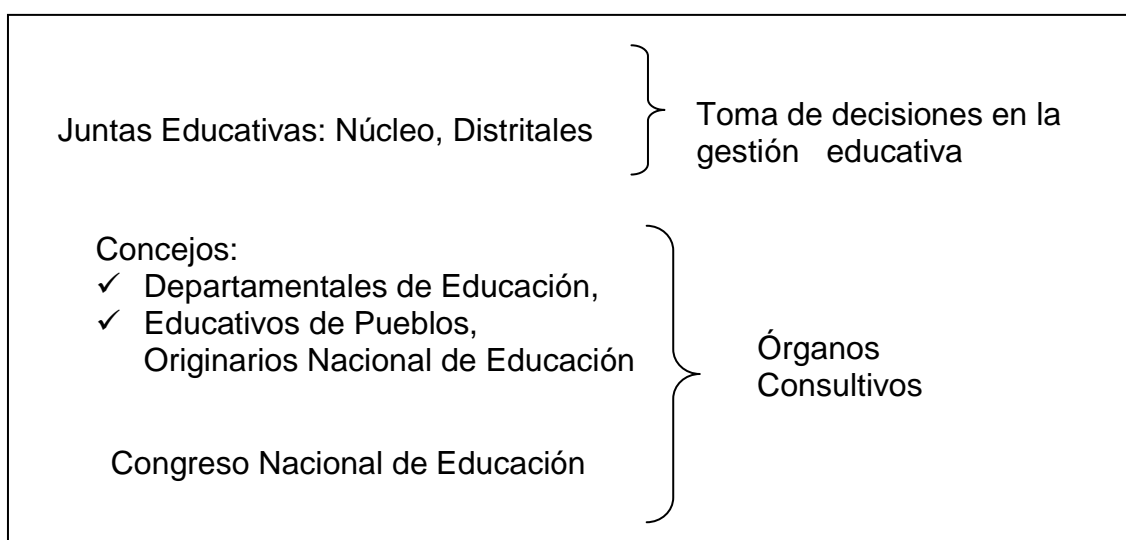 Juntas Educativas: Núcleo, Distritales
Toma de decisiones en la
gestión educativa
Concejos:
✓ Departamentales de Educación,
✓ Educativos de Pueblos,
Originarios Nacional de Educación
Congreso Nacional de Educación
Órganos
Consultivos